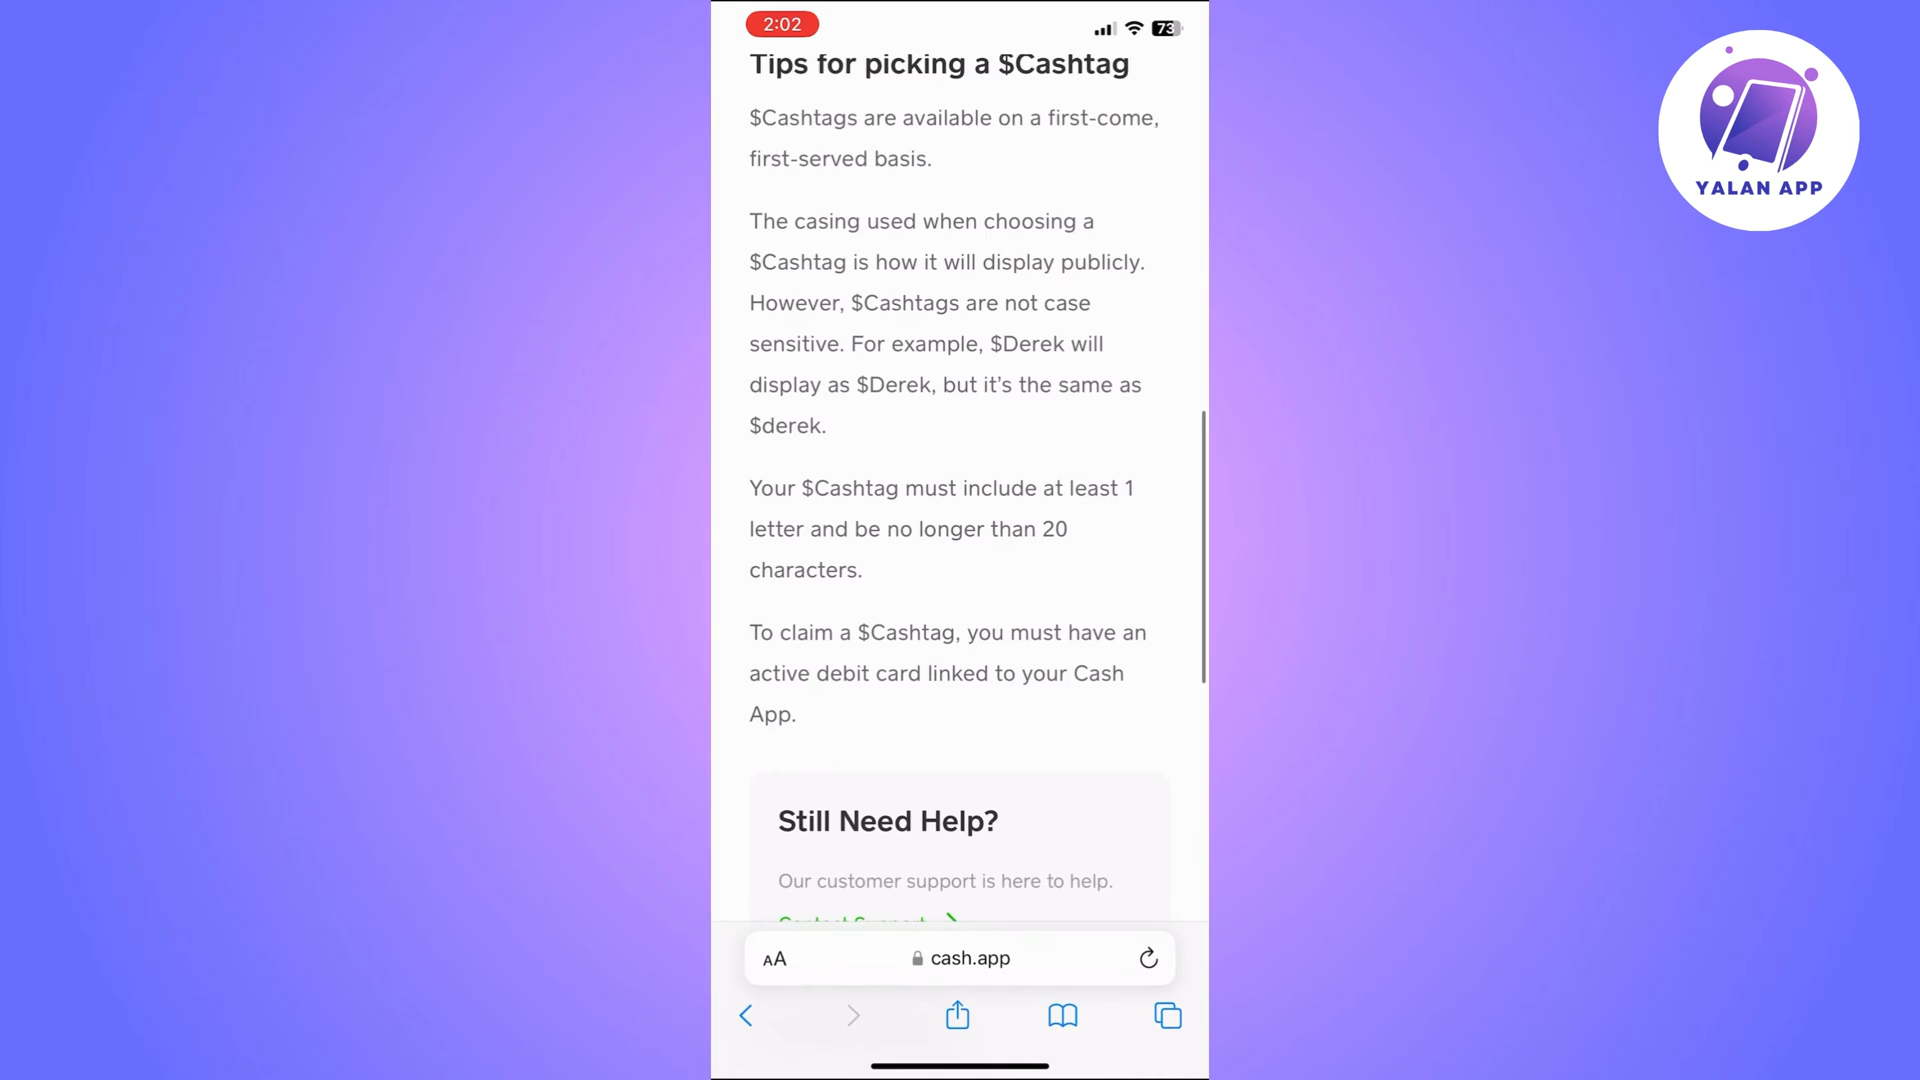 2:02
73
Tips for picking a $Cashtag
$Cashtags are available on a first-come,
first-served basis.
The casing used when choosing a
$Cashtag is how it will display publicly.
However, $Cashtags are not case
sensitive. For example, $Derek will
display as $Derek, but it’s the same as
$derek.
Your $Cashtag must include at least 1
letter and be no longer than 20
characters.
To claim a $Cashtag, you must have an
active debit card linked to your Cash
App.
Still Need Help?
Our customer support is here to help.
Contact Support
AA cash.app
YALAN APP